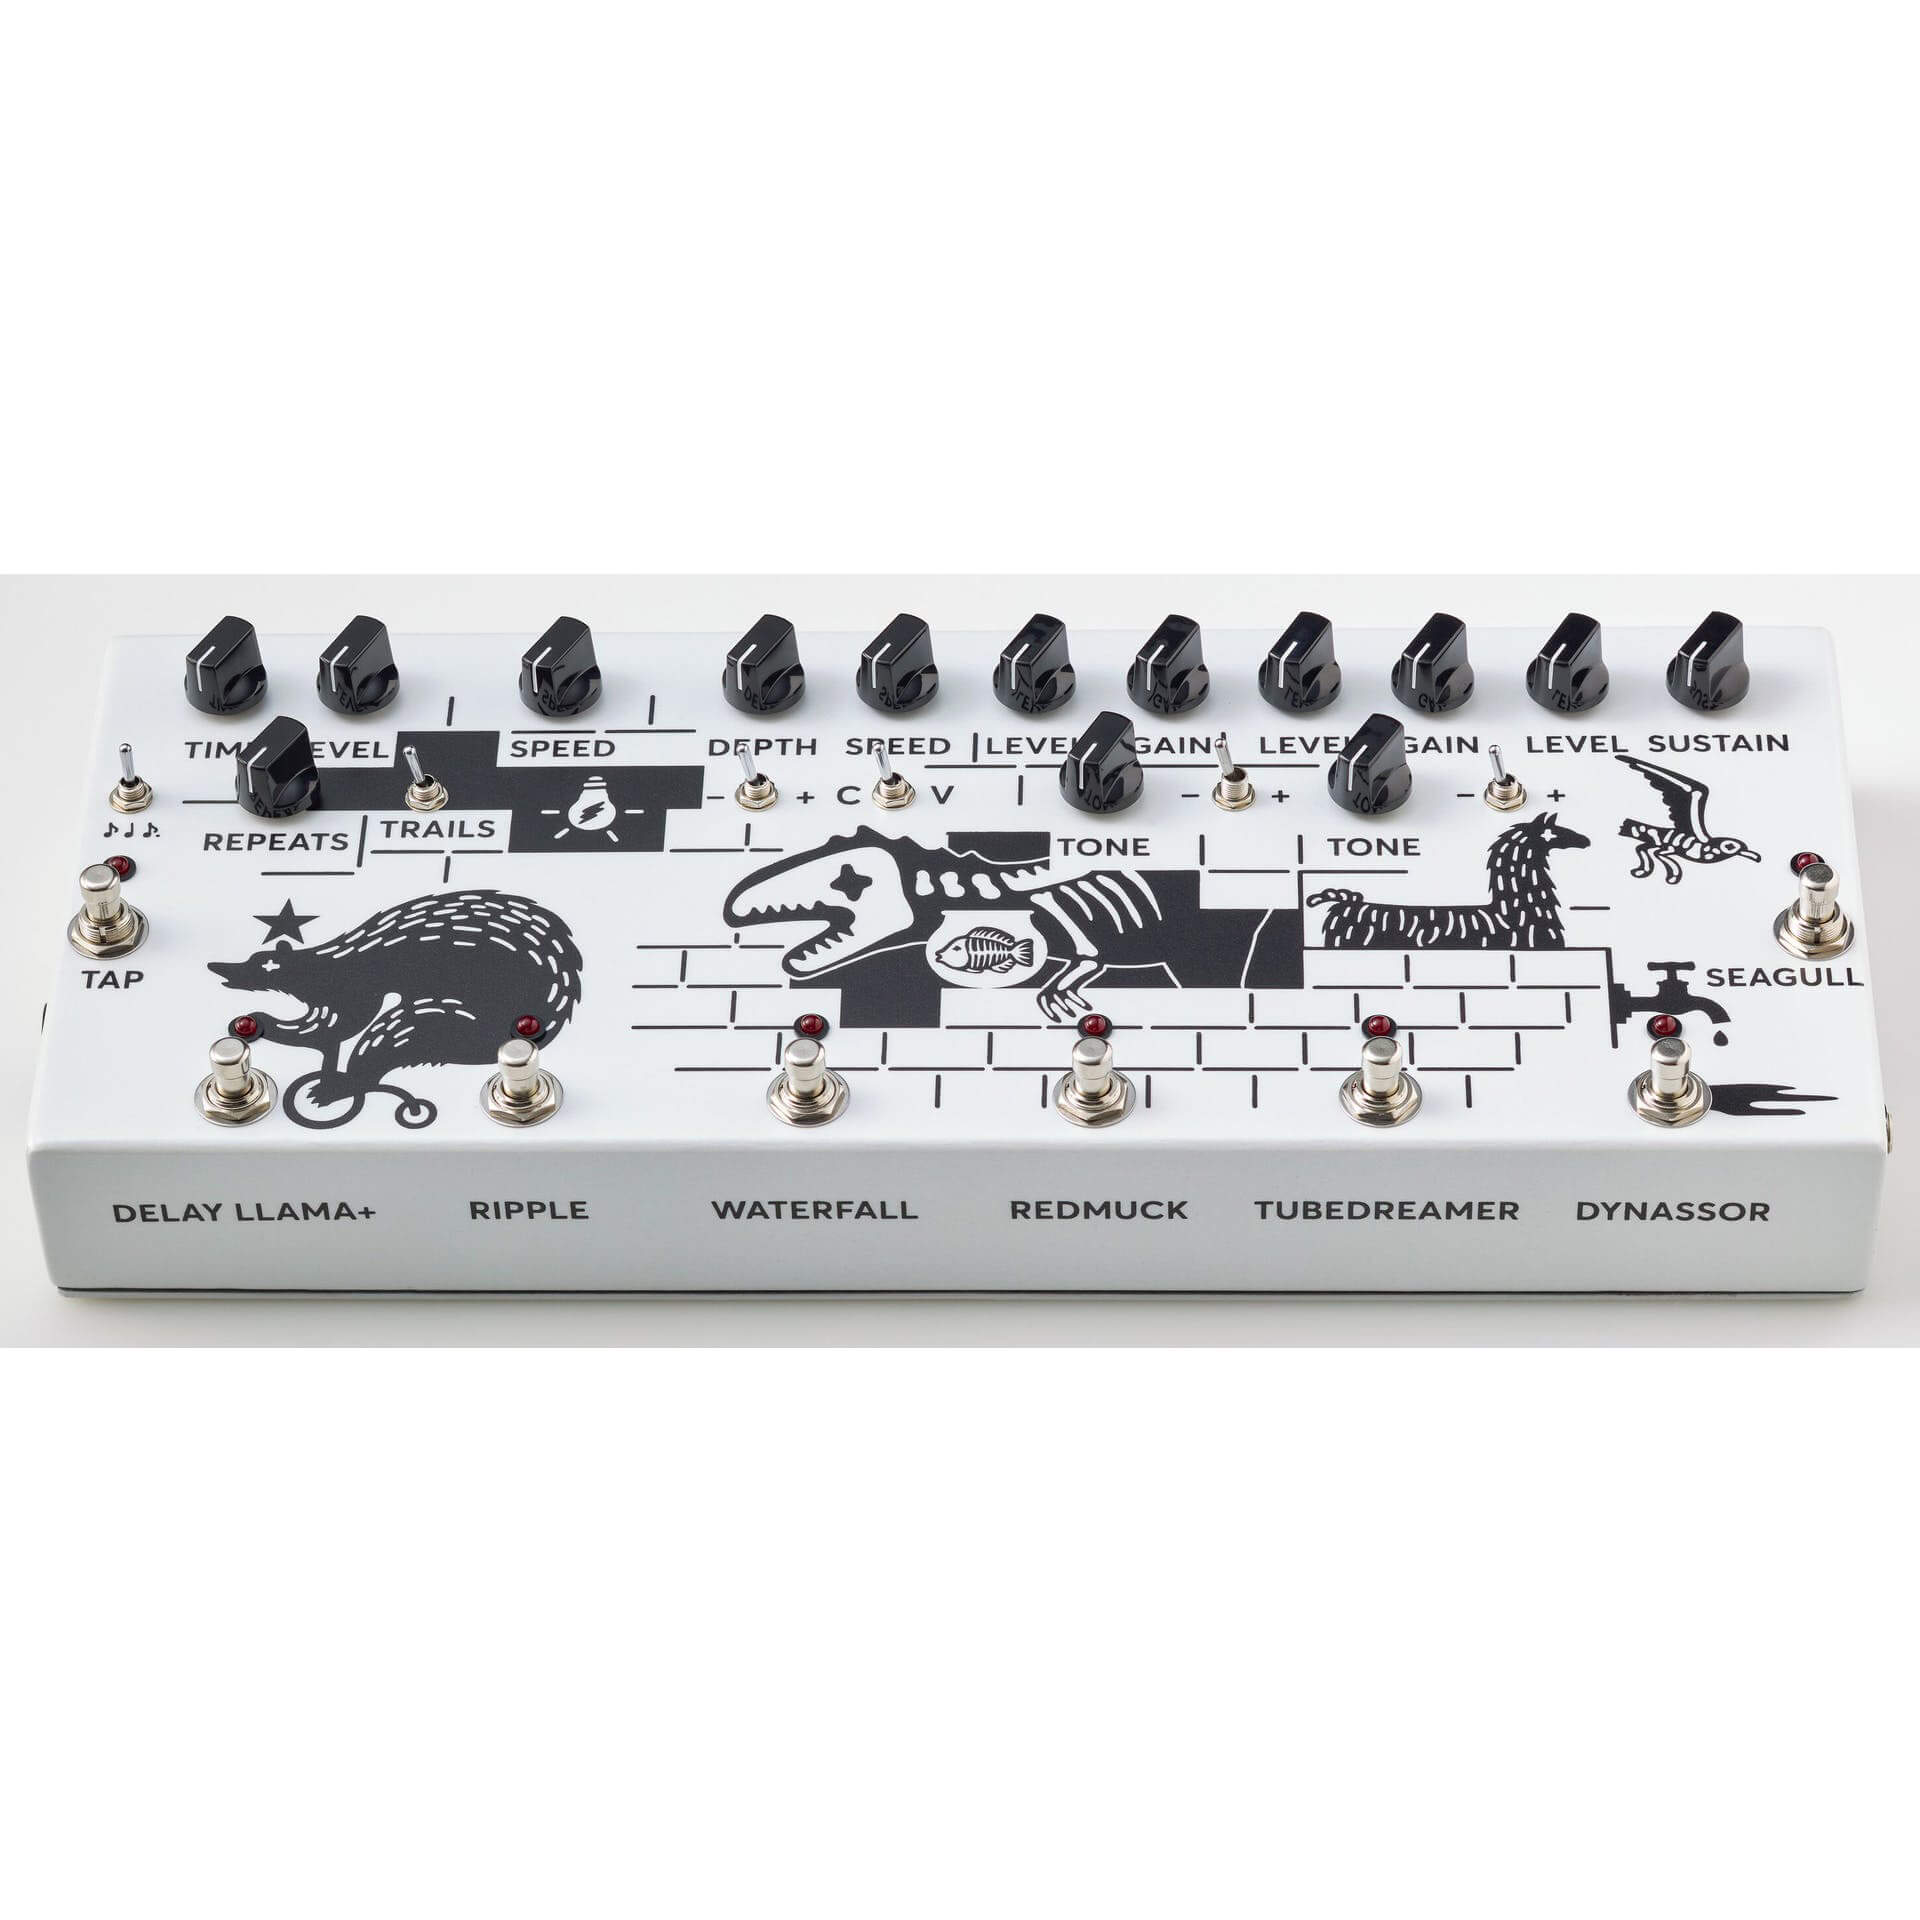 TIME LEVEL SPEED DEPTH SPEED LEVEL GAIN LEVEL GAIN LEVEL SUSTAIN
- + C V - + - +
REPEATS TRAILS TONE TONE
TAP SEAGULL
DELAY LLAMA+ RIPPLE WATERFALL REDMUCK TUBEDREAMER DYNASSOR